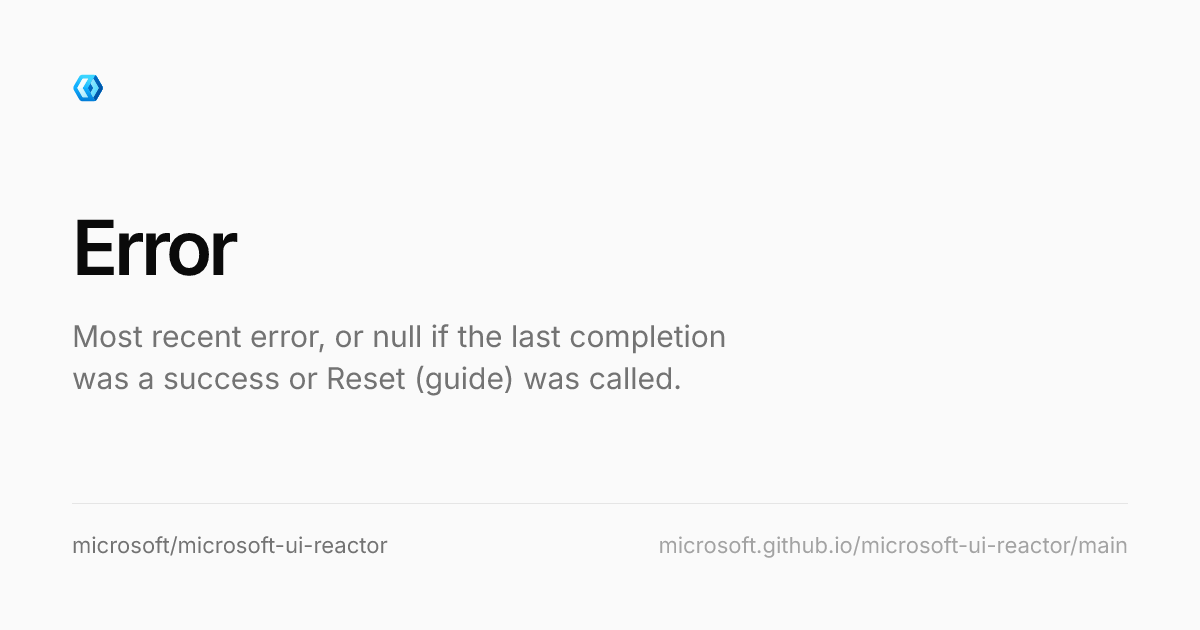 Error
Most recent error, or null if the last completion
was a success or Reset (guide) was called.
microsoft/microsoft-ui-reactor
microsoft.github.io/microsoft-ui-reactor/main